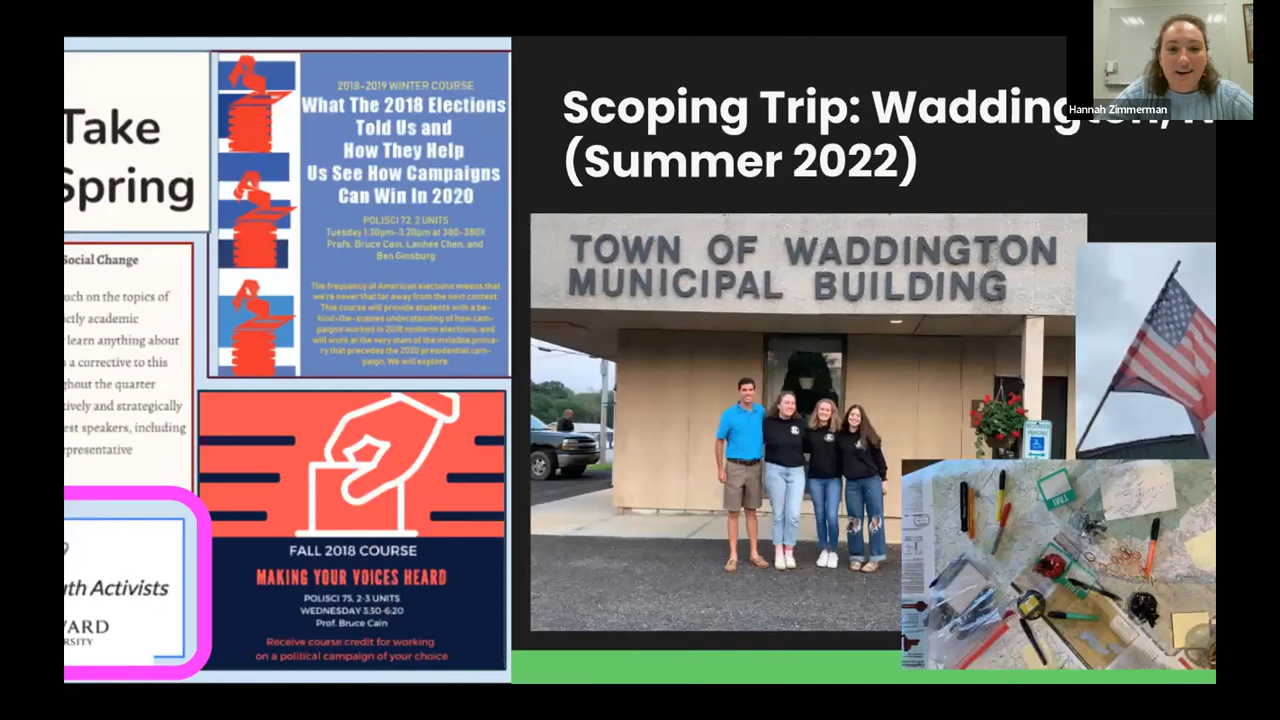 Take
Spring
Social Change
uch on the topics of
ctly academic
learn anything about
s a corrective to this
ghout the quarter
tively and strategically
est speakers, including
epresentative
uth Activists
VARD
ERSITY
2018-2019 WINTER COURSE
What The 2018 Elections
Told Us and
How They Help
Us See How Campaigns
Can Win In 2020
POLISCI 72, 2 UNITS
Tuesday 1:30pm-3:20pm at 380-380X
Profs. Bruce Cain, Lanhee Chen, and
Ben Ginsburg
The frequency of American elections means that
we're never that far away from the next contest.
This course will provide students with a be-
hind-the-scenes understanding of how cam-
paigns worked in 2018 midterm elections, and
will work at the very stars of the invisible prima-
ry that precedes the 2020 presidential cam-
paign. We will explore
FALL 2018 COURSE
MAKING YOUR VOICES HEARD
POLISCI 75, 2-3 UNITS
WEDNESDAY 3:30-6:20
Prof. Bruce Cain
Receive course credit for working
on a political campaign of your choice
Scoping Trip: Waddington, N
(Summer 2022)
Hannah Zimmerman
TOWN OF WADDINGTON
MUNICIPAL BUILDING
RESERVED
PARKING
TMI